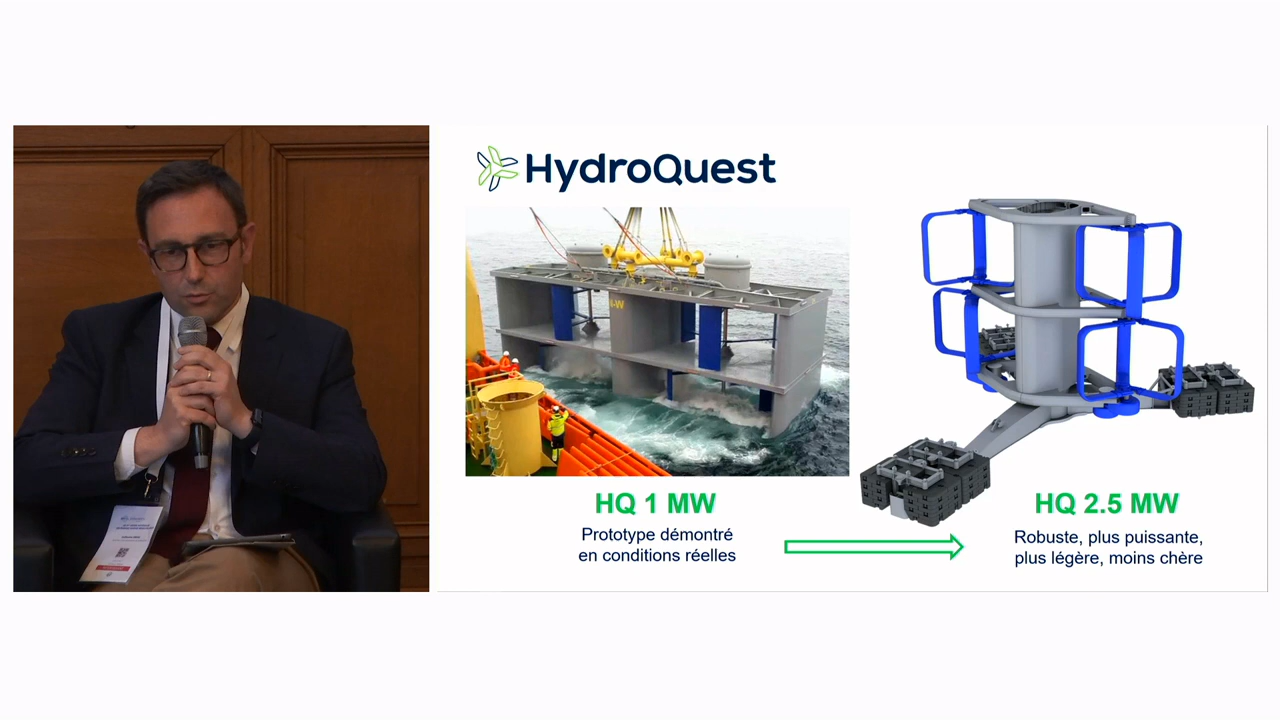 HydroQuest
HQ 1 MW
Prototype démontré
en conditions réelles
HQ 2.5 MW
Robuste, plus puissante,
plus légère, moins chère